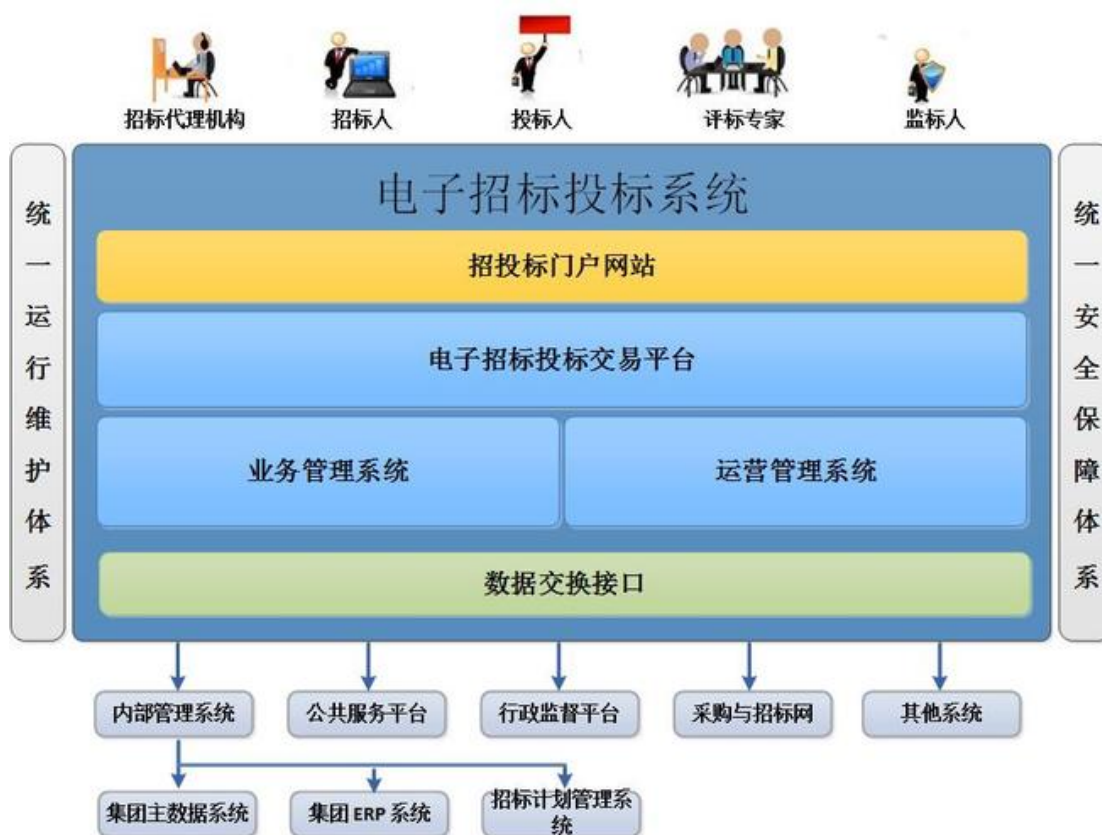 招标代理机构
招标人
投标人
评标专家
监标人
统一运行维护体系
电子招标投标系统
招投标门户网站
电子招标投标交易平台
业务管理系统
运营管理系统
数据交换接口
统一安全保障体系
内部管理系统
公共服务平台
行政监督平台
采购与招标网
其他系统
集团主数据系统
集团 ERP 系统
招标计划管理系
统